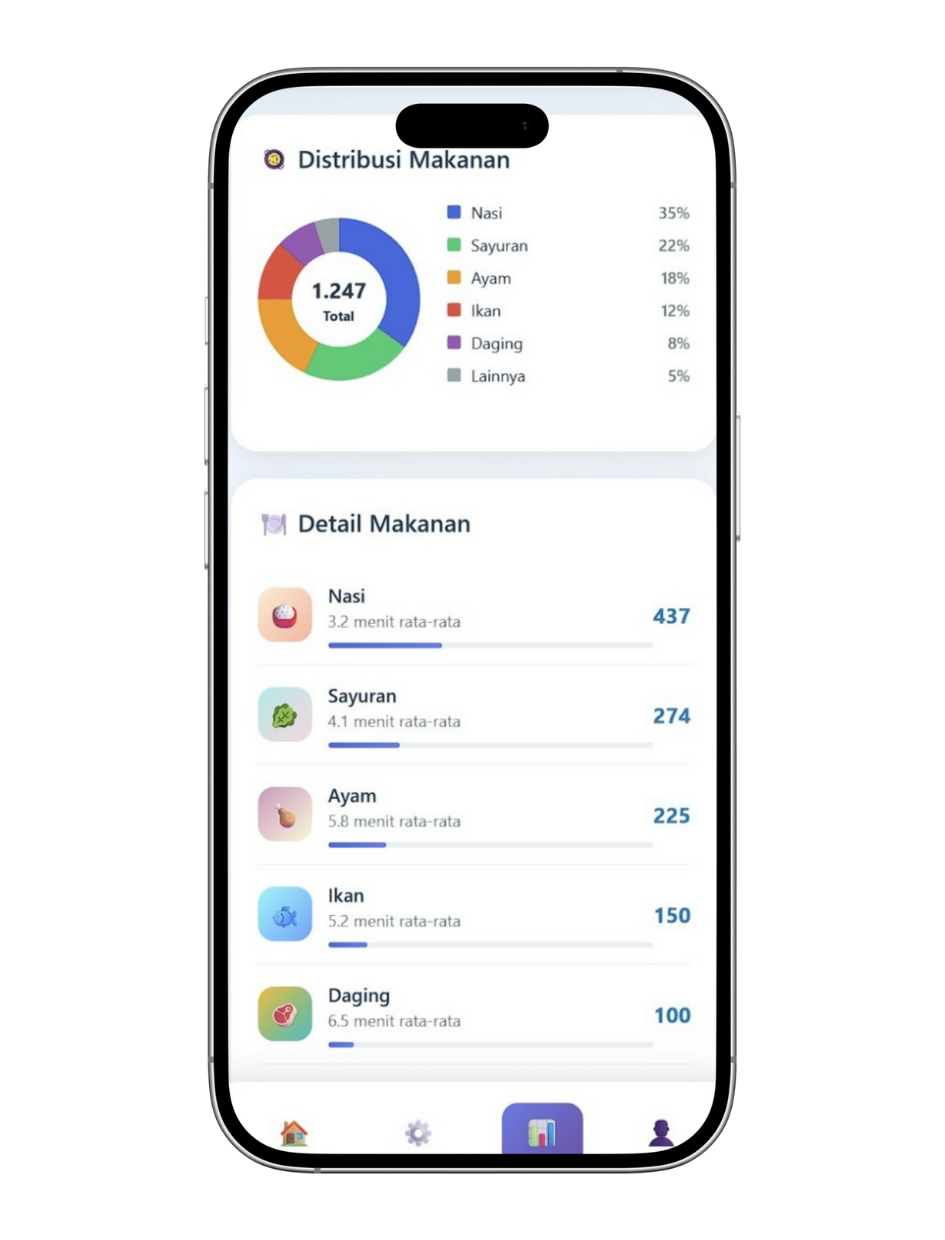 Distribusi Makanan
1.247
Total
Nasi 35%
Sayuran 22%
Ayam 18%
Ikan 12%
Daging 8%
Lainnya 5%
Detail Makanan
Nasi
3.2 menit rata-rata
437
Sayuran
4.1 menit rata-rata
274
Ayam
5.8 menit rata-rata
225
Ikan
5.2 menit rata-rata
150
Daging
6.5 menit rata-rata
100